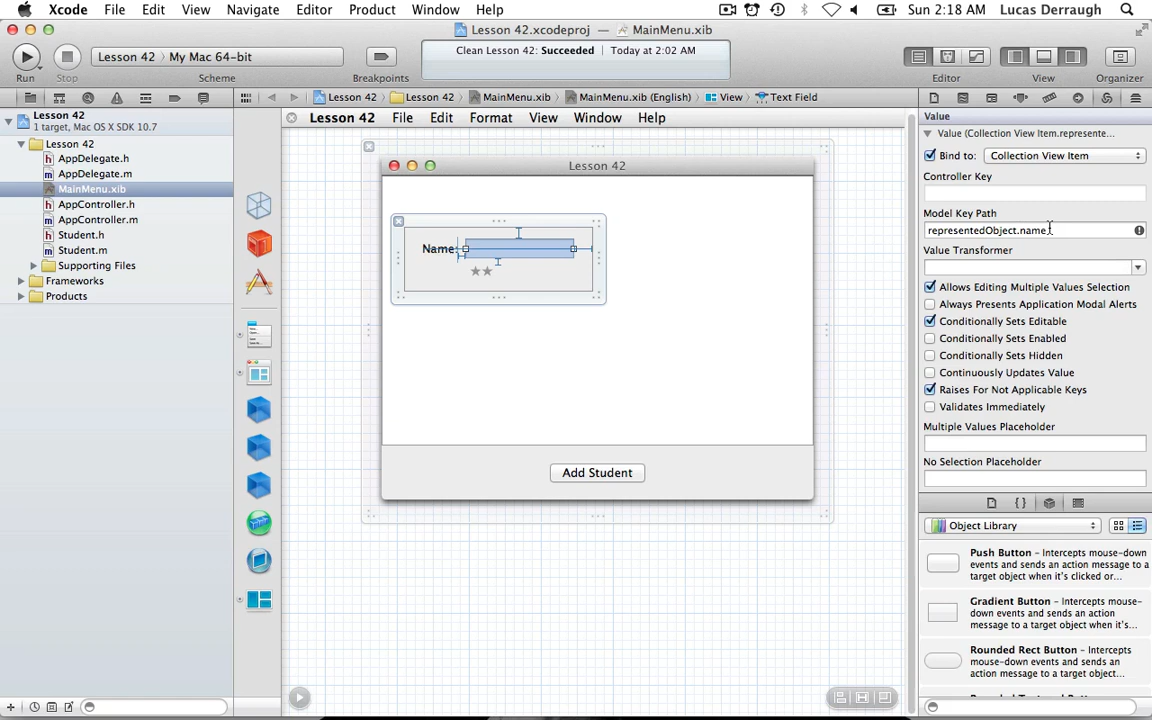 Xcode File Edit View Navigate Editor Product Window Help Sun 2:18 AM Lucas Derraugh
Lesson 42.xcodeproj — MainMenu.xib
Lesson 42 My Mac 64-bit
Clean Lesson 42: Succeeded Today at 2:02 AM
Run Stop Scheme Breakpoints Editor View Organizer
Lesson 42 Lesson 42 MainMenu.xib MainMenu.xib (English) View Text Field
Lesson 42
1 target, Mac OS X SDK 10.7
Lesson 42
AppDelegate.h
AppDelegate.m
MainMenu.xib
AppController.h
AppController.m
Student.h
Student.m
Supporting Files
Frameworks
Products
Lesson 42 File Edit Format View Window Help
Lesson 42
Name:
Add Student
Value
Value (Collection View Item.represente...
Bind to: Collection View Item
Controller Key
Model Key Path
representedObject.name
Value Transformer
Allows Editing Multiple Values Selection
Always Presents Application Modal Alerts
Conditionally Sets Editable
Conditionally Sets Enabled
Conditionally Sets Hidden
Continuously Updates Value
Raises For Not Applicable Keys
Validates Immediately
Multiple Values Placeholder
No Selection Placeholder
Object Library
Push Button – Intercepts mouse-down
events and sends an action message to a
target object when it's clicked or...
Gradient Button – Intercepts mouse-
down events and sends an action
message to a target object when it's...
Rounded Rect Button – Intercepts
mouse-down events and sends an
action message to a target object...